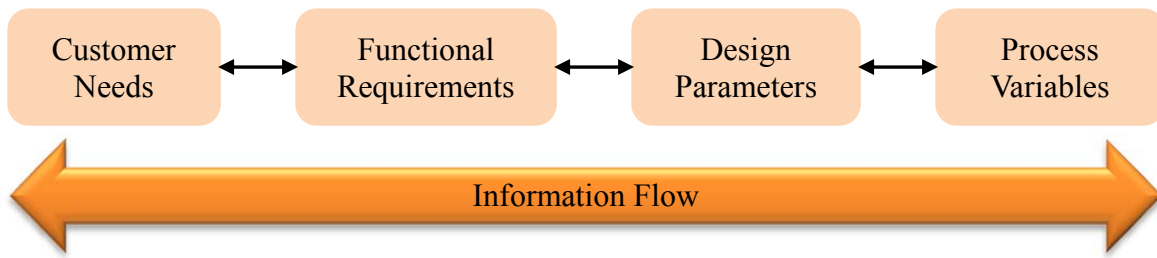 Customer
Needs
Functional
Requirements
Design
Parameters
Process
Variables
Information Flow